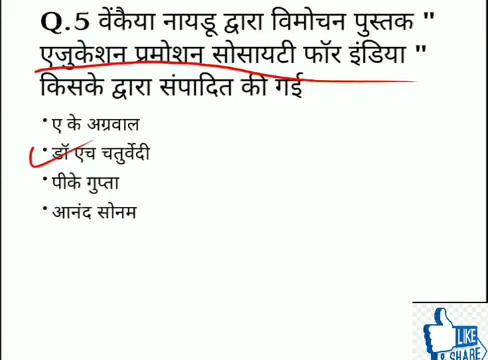 Q.5 वेंकैया नायडू द्वारा विमोचन पुस्तक "
एजुकेशन प्रमोशन सोसायटी फॉर इंडिया "
किसके द्वारा संपादित की गई
• ए के अग्रवाल
• डॉ एच चतुर्वेदी
• पीके गुप्ता
• आनंद सोनम
LIKE
& SHARE